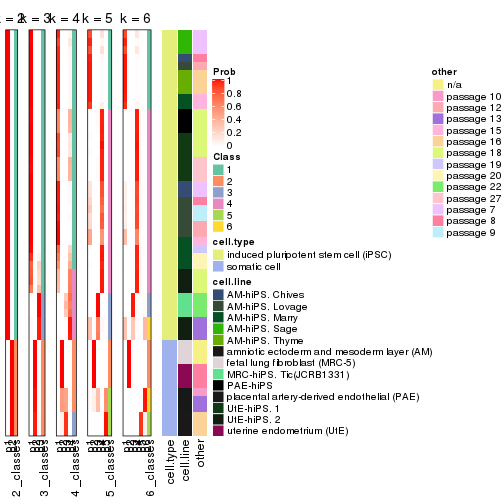 k = 2
k = 3
k = 4
k = 5
k = 6
Prob
1
0.8
0.6
0.4
0.2
0
Class
1
2
3
4
5
6
cell.type
induced pluripotent stem cell (iPSC)
somatic cell
cell.line
AM-hiPS. Chives
AM-hiPS. Lovage
AM-hiPS. Marry
AM-hiPS. Sage
AM-hiPS. Thyme
amniotic ectoderm and mesoderm layer (AM)
fetal lung fibroblast (MRC-5)
MRC-hiPS. Tic(JCRB1331)
PAE-hiPS
placental artery-derived endothelial (PAE)
UtE-hiPS. 1
UtE-hiPS. 2
uterine endometrium (UtE)
other
n/a
passage 10
passage 12
passage 13
passage 15
passage 16
passage 18
passage 19
passage 20
passage 22
passage 27
passage 7
passage 8
passage 9
2_classes
3_classes
4_classes
5_classes
6_classes
cell.type
cell.line
other